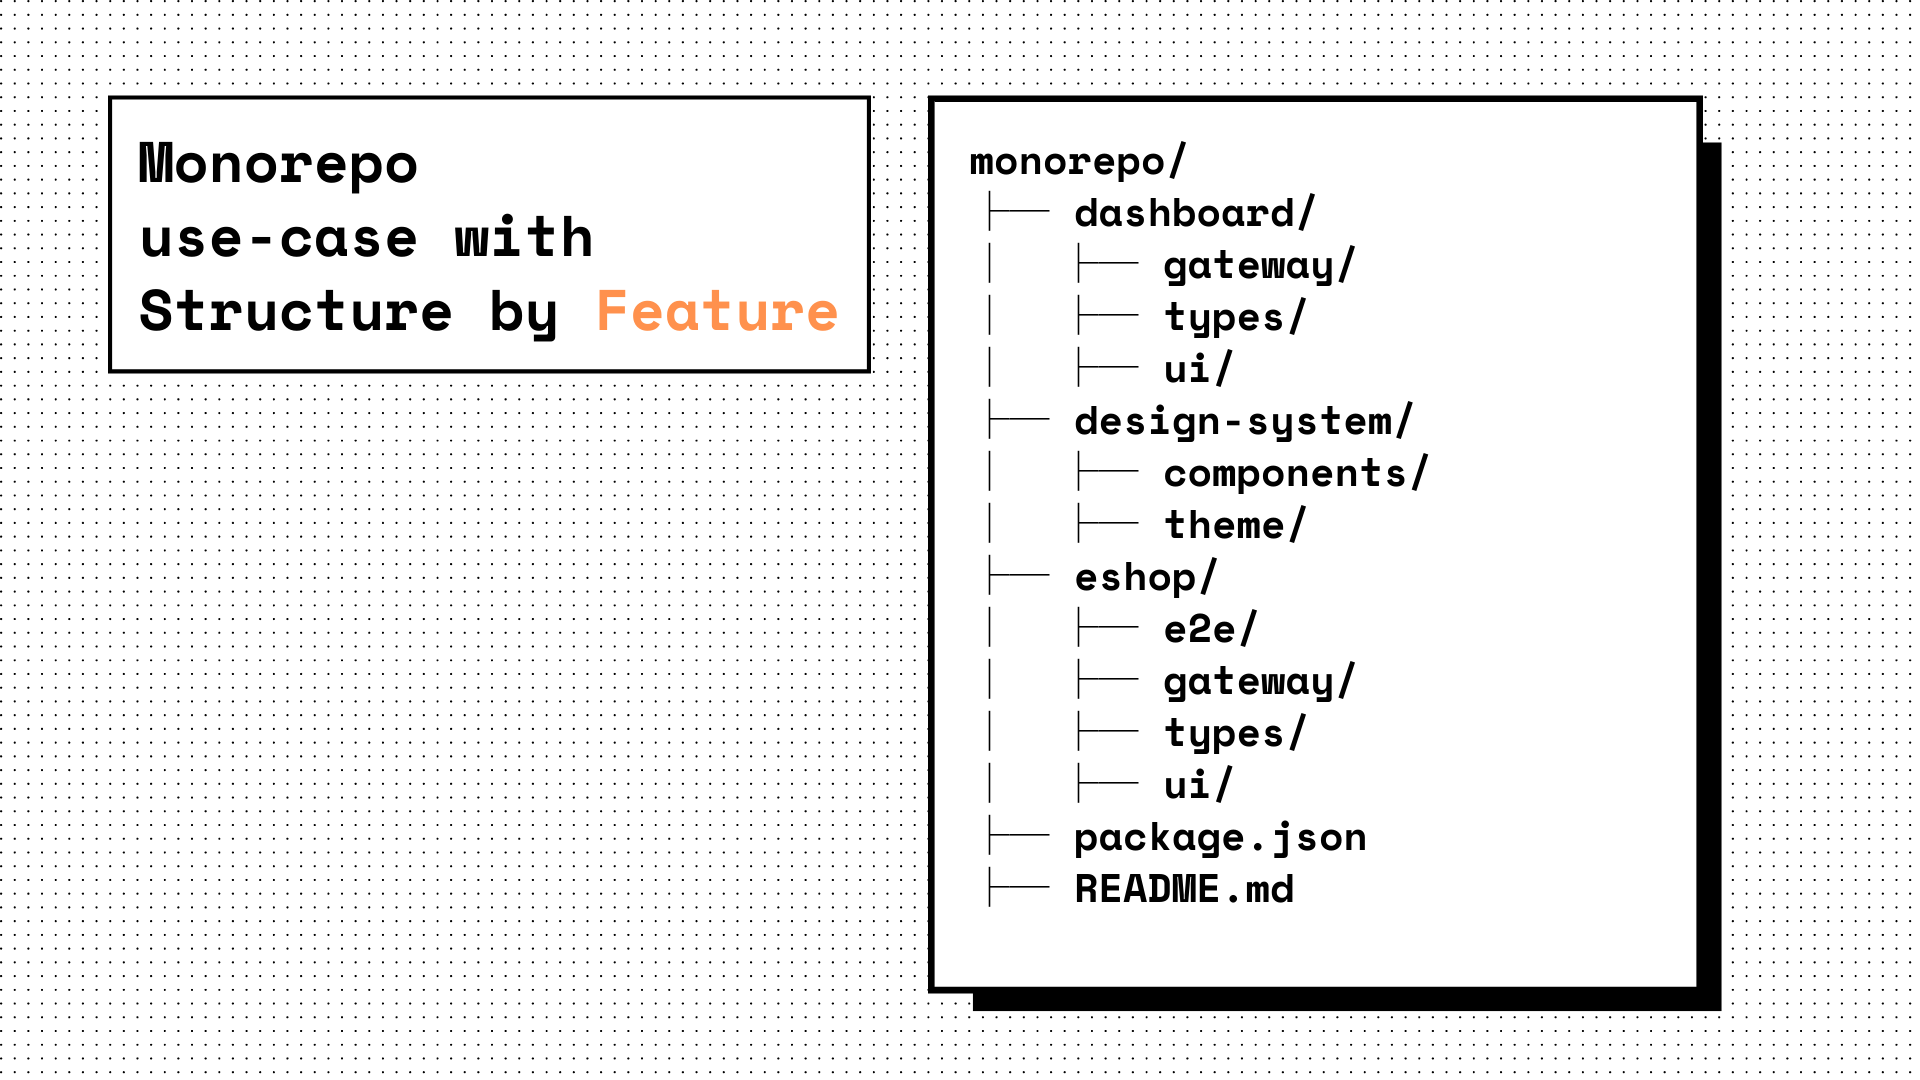 Monorepo
use-case with
Structure by Feature
monorepo/
├── dashboard/
│   ├── gateway/
│   ├── types/
│   ├── ui/
├── design-system/
│   ├── components/
│   ├── theme/
├── eshop/
│   ├── e2e/
│   ├── gateway/
│   ├── types/
│   ├── ui/
├── package.json
├── README.md